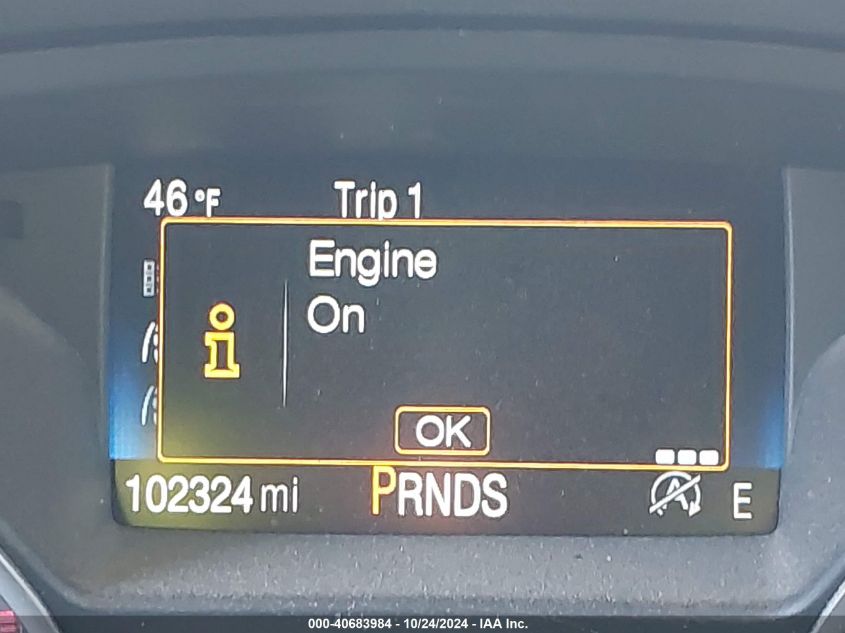 46 °F Trip 1
Engine
On
OK
102324 mi PRNDS E
000-40683984 - 10/24/2024 - IAA Inc.